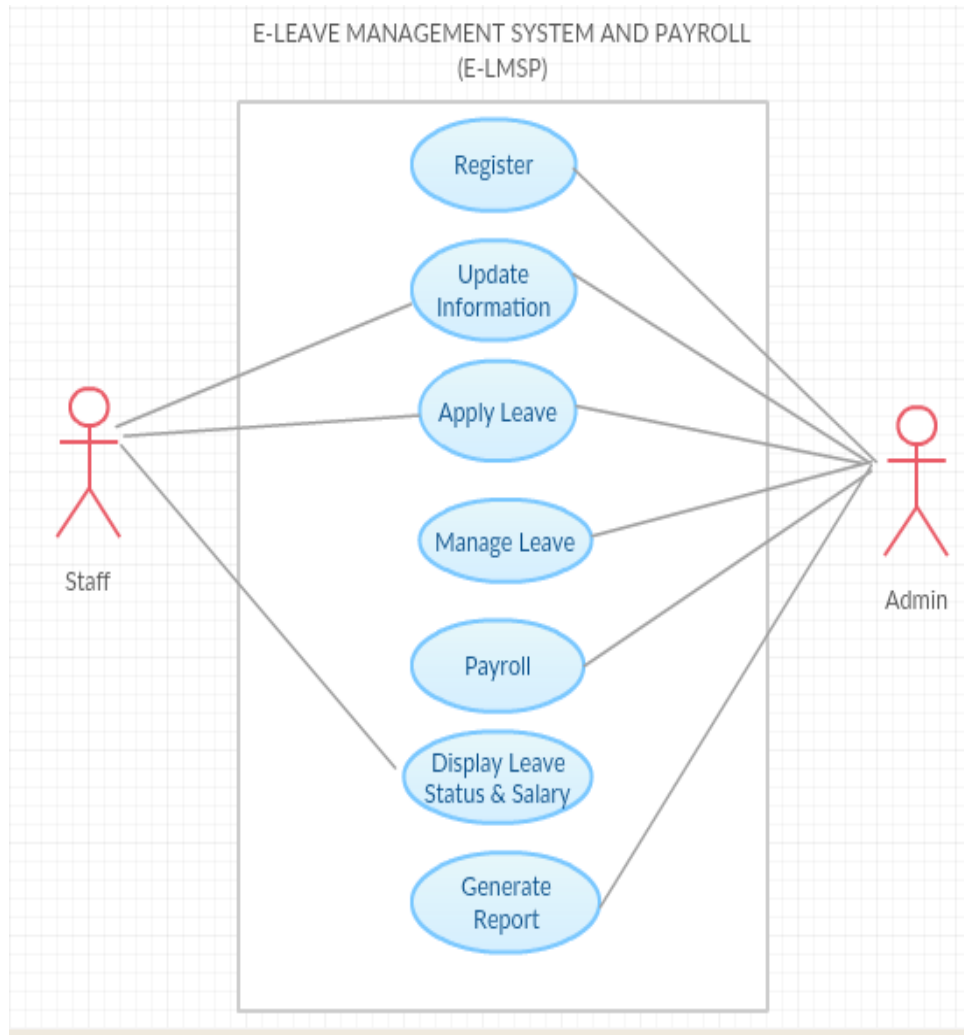 E-LEAVE MANAGEMENT SYSTEM AND PAYROLL
(E-LMSP)
Register
Update
Information
Apply Leave
Manage Leave
Payroll
Display Leave
Status & Salary
Generate
Report
Staff
Admin